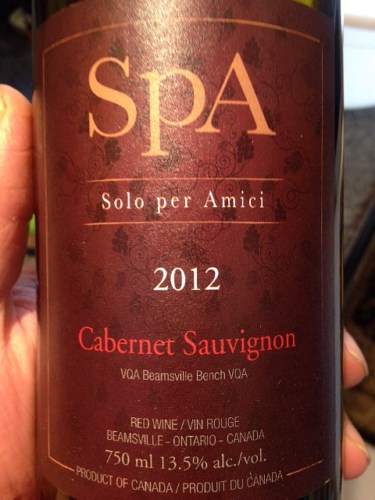 SpA
Solo per Amici
2012
Cabernet Sauvignon
VQA Beamsville Bench VQA
RED WINE / VIN ROUGE
BEAMSVILLE - ONTARIO - CANADA
750 ml 13.5% alc./vol.
PRODUCT OF CANADA / PRODUIT DU CANADA